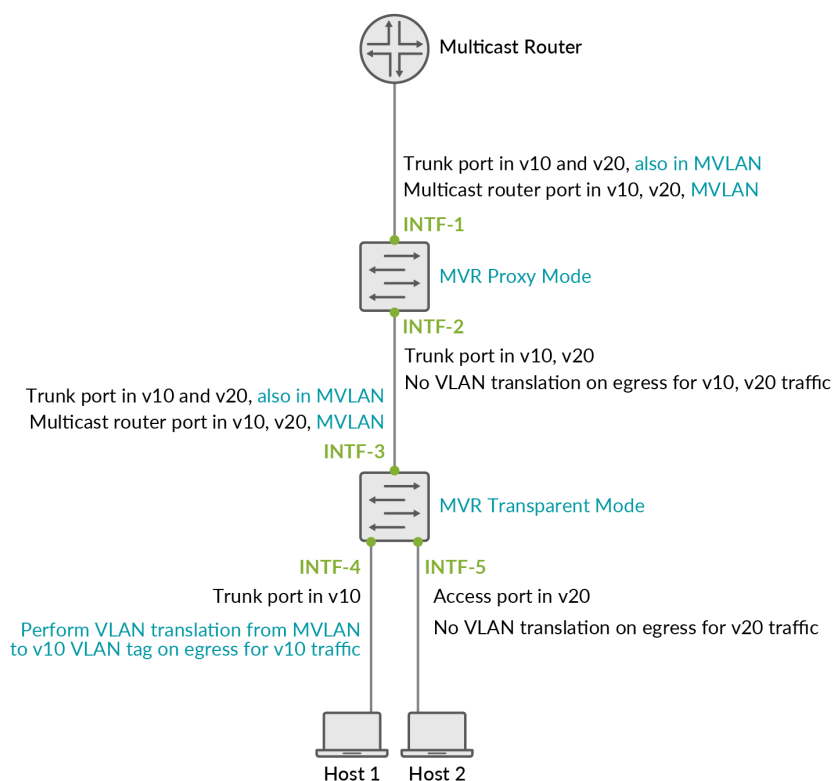 Multicast Router
Trunk port in v10 and v20, also in MVLAN
Multicast router port in v10, v20, MVLAN
INTF-1
MVR Proxy Mode
INTF-2
Trunk port in v10, v20
No VLAN translation on egress for v10, v20 traffic
Trunk port in v10 and v20, also in MVLAN
Multicast router port in v10, v20, MVLAN
INTF-3
MVR Transparent Mode
INTF-4
Trunk port in v10
Perform VLAN translation from MVLAN
to v10 VLAN tag on egress for v10 traffic
INTF-5
Access port in v20
No VLAN translation on egress for v20 traffic
Host 1
Host 2